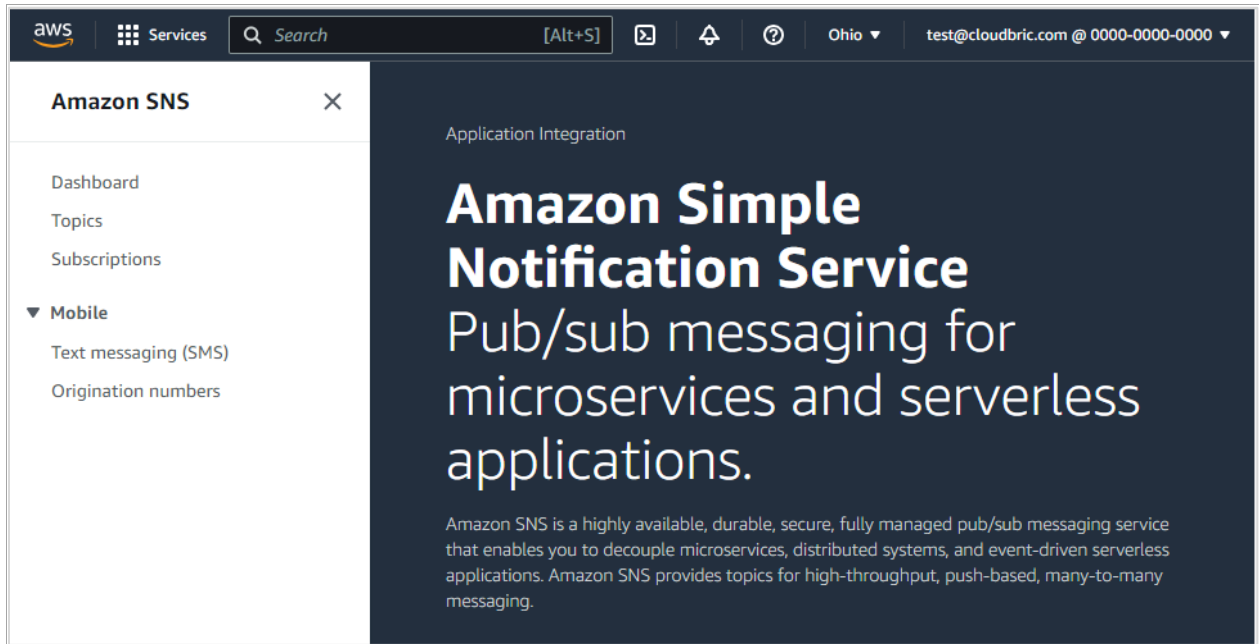 aws Services Search [Alt+S] Ohio ▼ test@cloudbric.com @ 0000-0000-0000 ▼
Amazon SNS
Dashboard
Topics
Subscriptions
▼ Mobile
Text messaging (SMS)
Origination numbers
Application Integration
Amazon Simple
Notification Service
Pub/sub messaging for
microservices and serverless
applications.
Amazon SNS is a highly available, durable, secure, fully managed pub/sub messaging service
that enables you to decouple microservices, distributed systems, and event-driven serverless
applications. Amazon SNS provides topics for high-throughput, push-based, many-to-many
messaging.